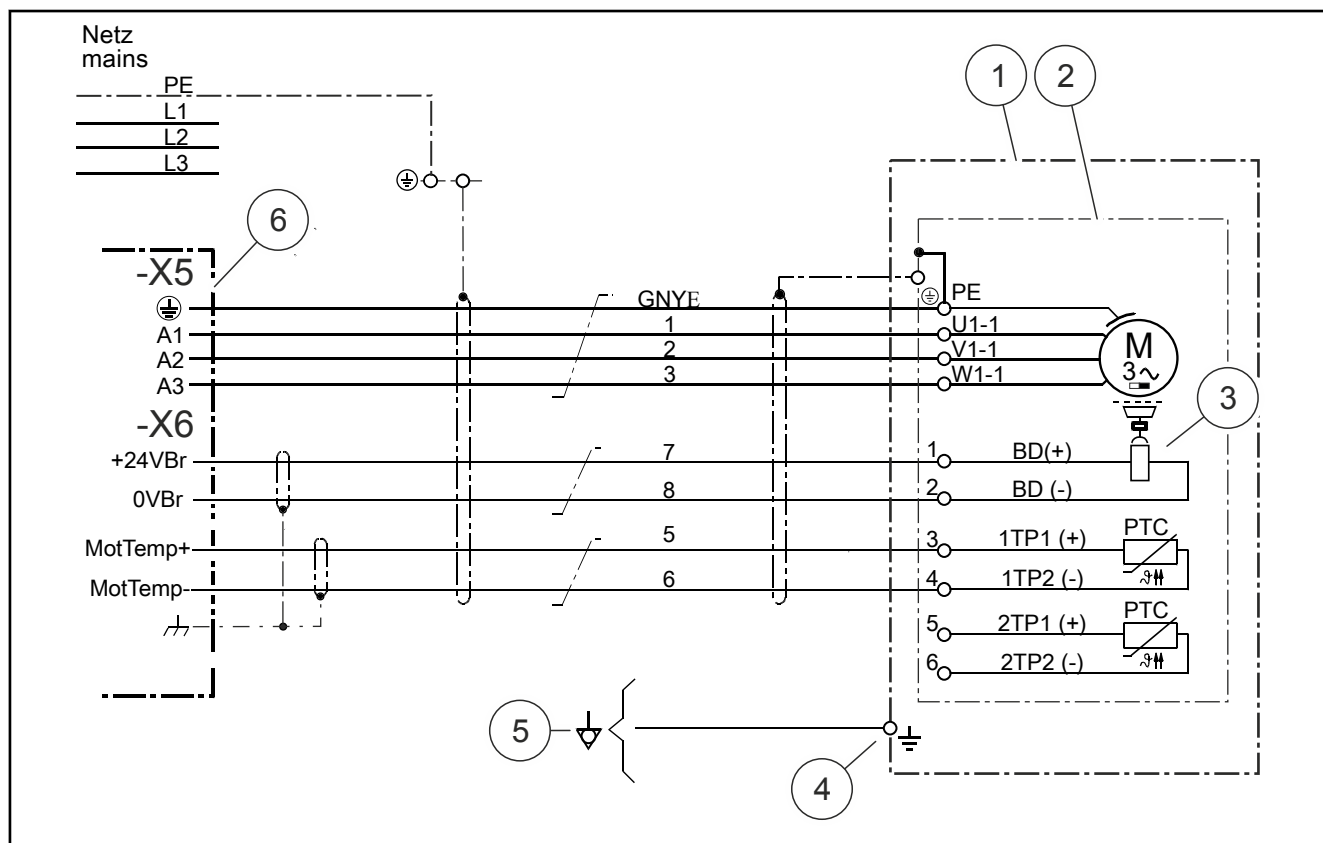 Netz
mains
PE
L1
L2
L3
1
2
6
-X5
GNYE
PE
A1
1
U1-1
A2
2
V1-1
A3
3
W1-1
M
3~
3
-X6
+24VBr
7
1
BD(+)
0VBr
8
2
BD (-)
MotTemp+
5
3
1TP1 (+)
PTC
MotTemp-
6
4
1TP2 (-)
ϑ
5
2TP1 (+)
PTC
6
2TP2 (-)
ϑ
5
4